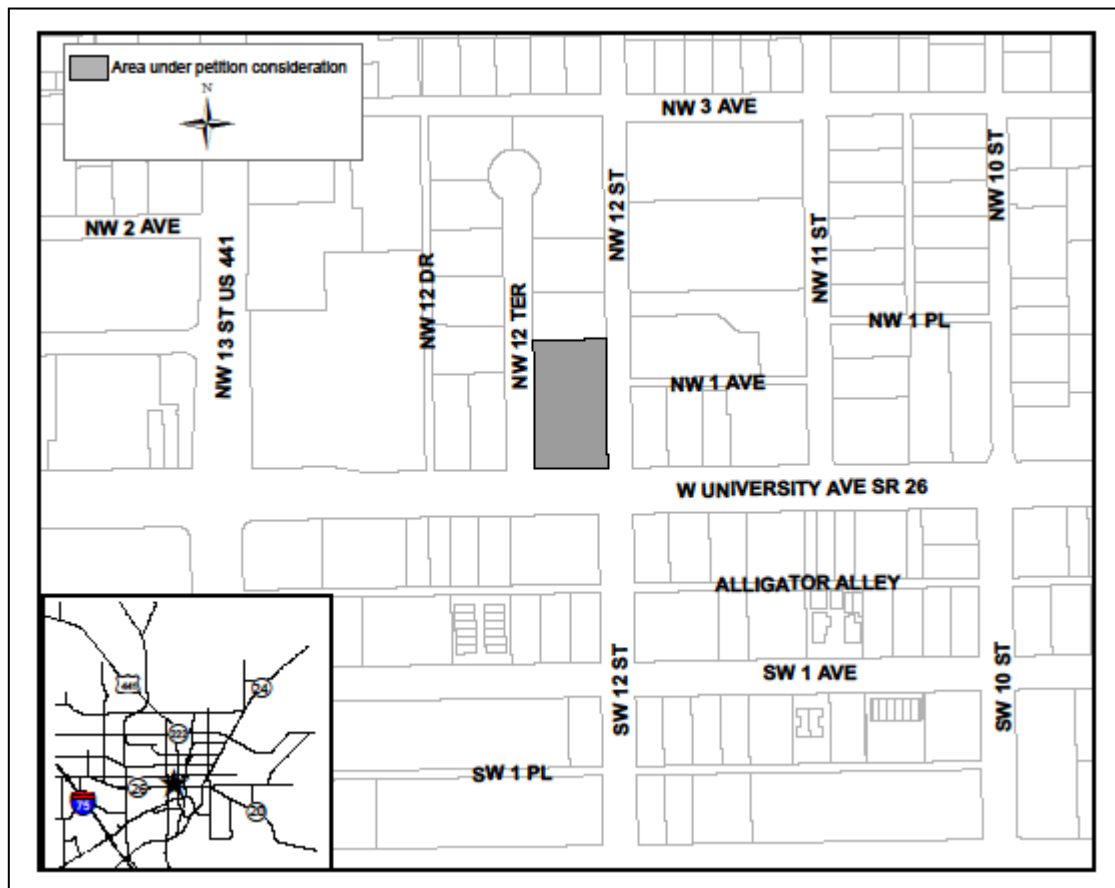 Area under petition consideration
N
NW 3 AVE
NW 10 ST
NW 12 ST
NW 2 AVE
NW 11 ST
NW 13 ST US 441
NW 12 DR
NW 12 TER
NW 1 PL
NW 1 AVE
W UNIVERSITY AVE SR 26
ALLIGATOR ALLEY
SW 12 ST
SW 10 ST
SW 1 AVE
SW 1 PL
441
24
222
26
75
20